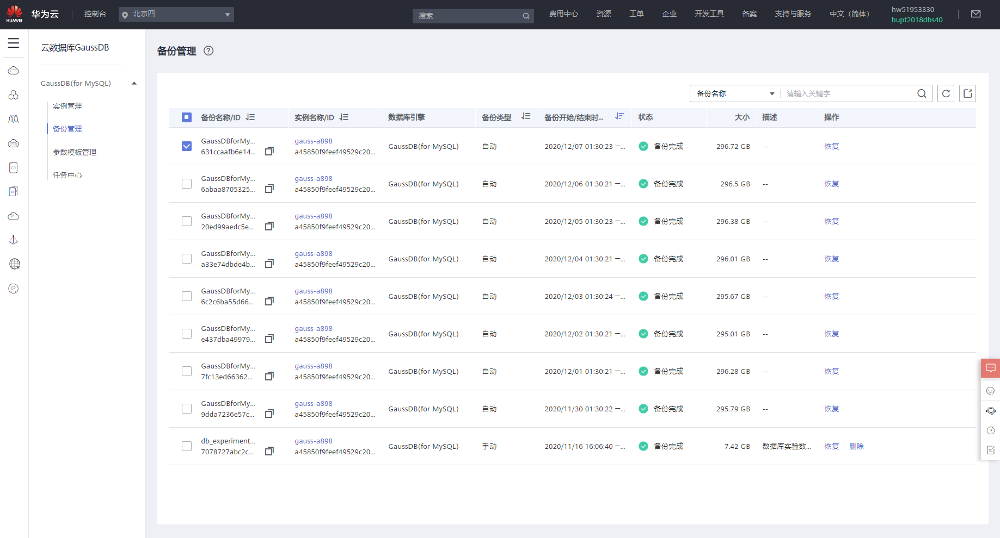 HUAWEI
华为云
控制台
北京四
搜索
费用中心
资源
工单
企业
开发工具
备案
支持与服务
中文（简体）
hw51953330
bupt2018dbs40
云数据库GaussDB
GaussDB(for MySQL)
实例管理
备份管理
参数模板管理
任务中心
备份管理
备份名称
请输入关键字
备份名称/ID 实例名称/ID 数据库引擎 备份类型 备份开始/结束时... 状态 大小 描述 操作
GaussDBforMy... gauss-a898
631ccaafb6e14... a45850f9feef49529c20... GaussDB(for MySQL) 自动 2020/12/07 01:30:23 —... 备份完成 296.72 GB -- 恢复
GaussDBforMy... gauss-a898
6abaa8705325... a45850f9feef49529c20... GaussDB(for MySQL) 自动 2020/12/06 01:30:21 —... 备份完成 296.5 GB -- 恢复
GaussDBforMy... gauss-a898
20ed99aedc5e... a45850f9feef49529c20... GaussDB(for MySQL) 自动 2020/12/05 01:30:23 —... 备份完成 296.38 GB -- 恢复
GaussDBforMy... gauss-a898
a33e74dbde4b... a45850f9feef49529c20... GaussDB(for MySQL) 自动 2020/12/04 01:30:21 —... 备份完成 296.01 GB -- 恢复
GaussDBforMy... gauss-a898
6c2c6ba55d66... a45850f9feef49529c20... GaussDB(for MySQL) 自动 2020/12/03 01:30:24 —... 备份完成 295.67 GB -- 恢复
GaussDBforMy... gauss-a898
e437dba49979... a45850f9feef49529c20... GaussDB(for MySQL) 自动 2020/12/02 01:30:21 —... 备份完成 295.01 GB -- 恢复
GaussDBforMy... gauss-a898
7fc13ed66362... a45850f9feef49529c20... GaussDB(for MySQL) 自动 2020/12/01 01:30:21 —... 备份完成 296.28 GB -- 恢复
GaussDBforMy... gauss-a898
9dda7236e57c... a45850f9feef49529c20... GaussDB(for MySQL) 自动 2020/11/30 01:30:22 —... 备份完成 295.79 GB -- 恢复
db_experiment... gauss-a898
7078727abc2c... a45850f9feef49529c20... GaussDB(for MySQL) 手动 2020/11/16 16:06:40 —... 备份完成 7.42 GB 数据库实验数... 恢复 删除